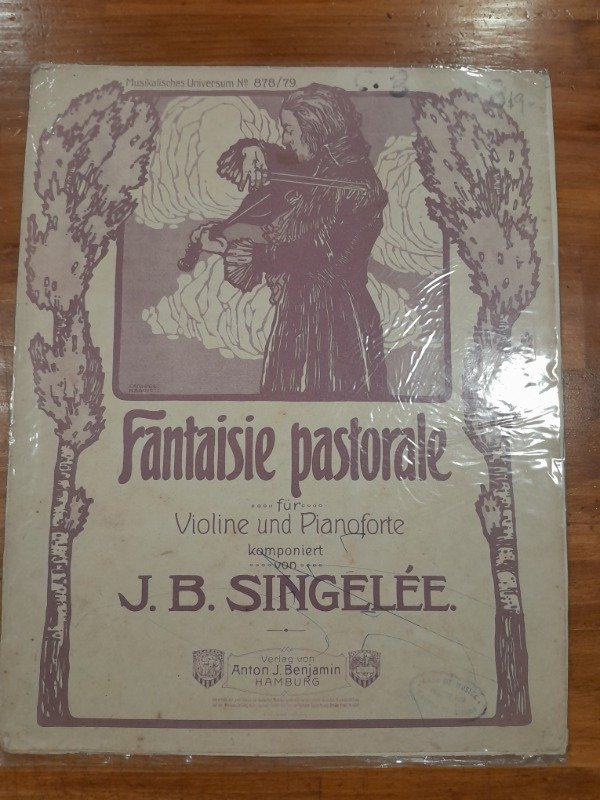 Musikalisches Universum No 878/79
Fantaisie pastorale
für
Violine und Pianoforte
komponiert
von
J. B. SINGELÉE.
Verlag von
Anton J. Benjamin
HAMBURG